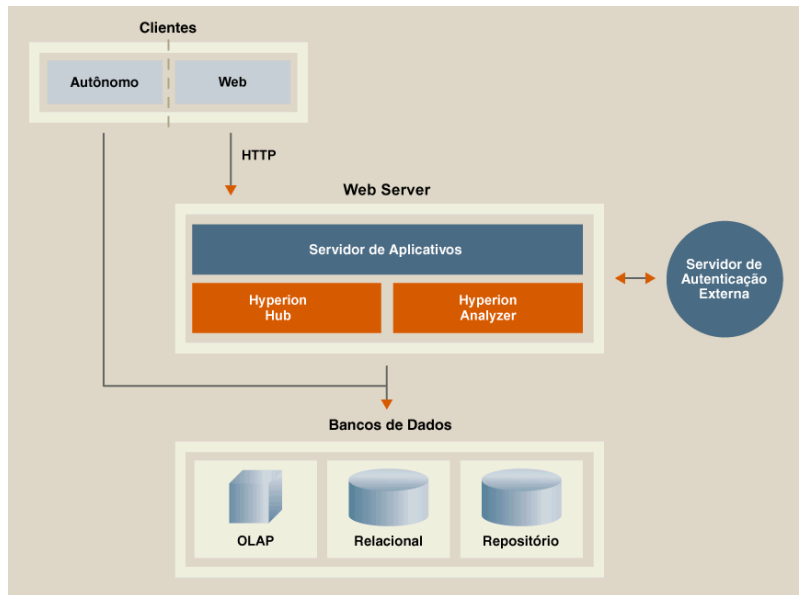 Clientes
Autônomo
Web
HTTP
Web Server
Servidor de Aplicativos
Hyperion
Hub
Hyperion
Analyzer
Servidor de
Autenticação
Externa
Bancos de Dados
OLAP
Relacional
Repositório